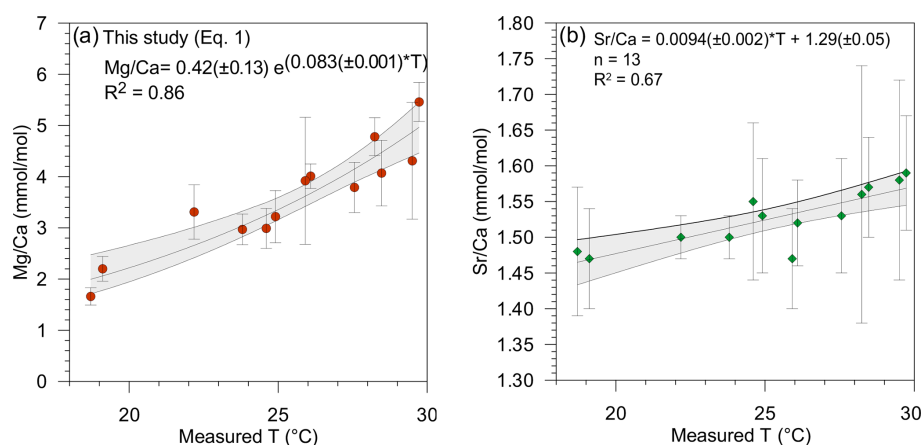 (a) This study (Eq. 1)
Mg/Ca= 0.42(±0.13) e(0.083(±0.001)*T)
R² = 0.86
7
6
5
4
3
2
1
0
Mg/Ca (mmol/mol)
20
25
30
Measured T (°C)
(b) Sr/Ca = 0.0094(±0.002)*T + 1.29(±0.05)
n = 13
R² = 0.67
1.80
1.75
1.70
1.65
1.60
1.55
1.50
1.45
1.40
1.35
1.30
Sr/Ca (mmol/mol)
20
25
30
Measured T (°C)